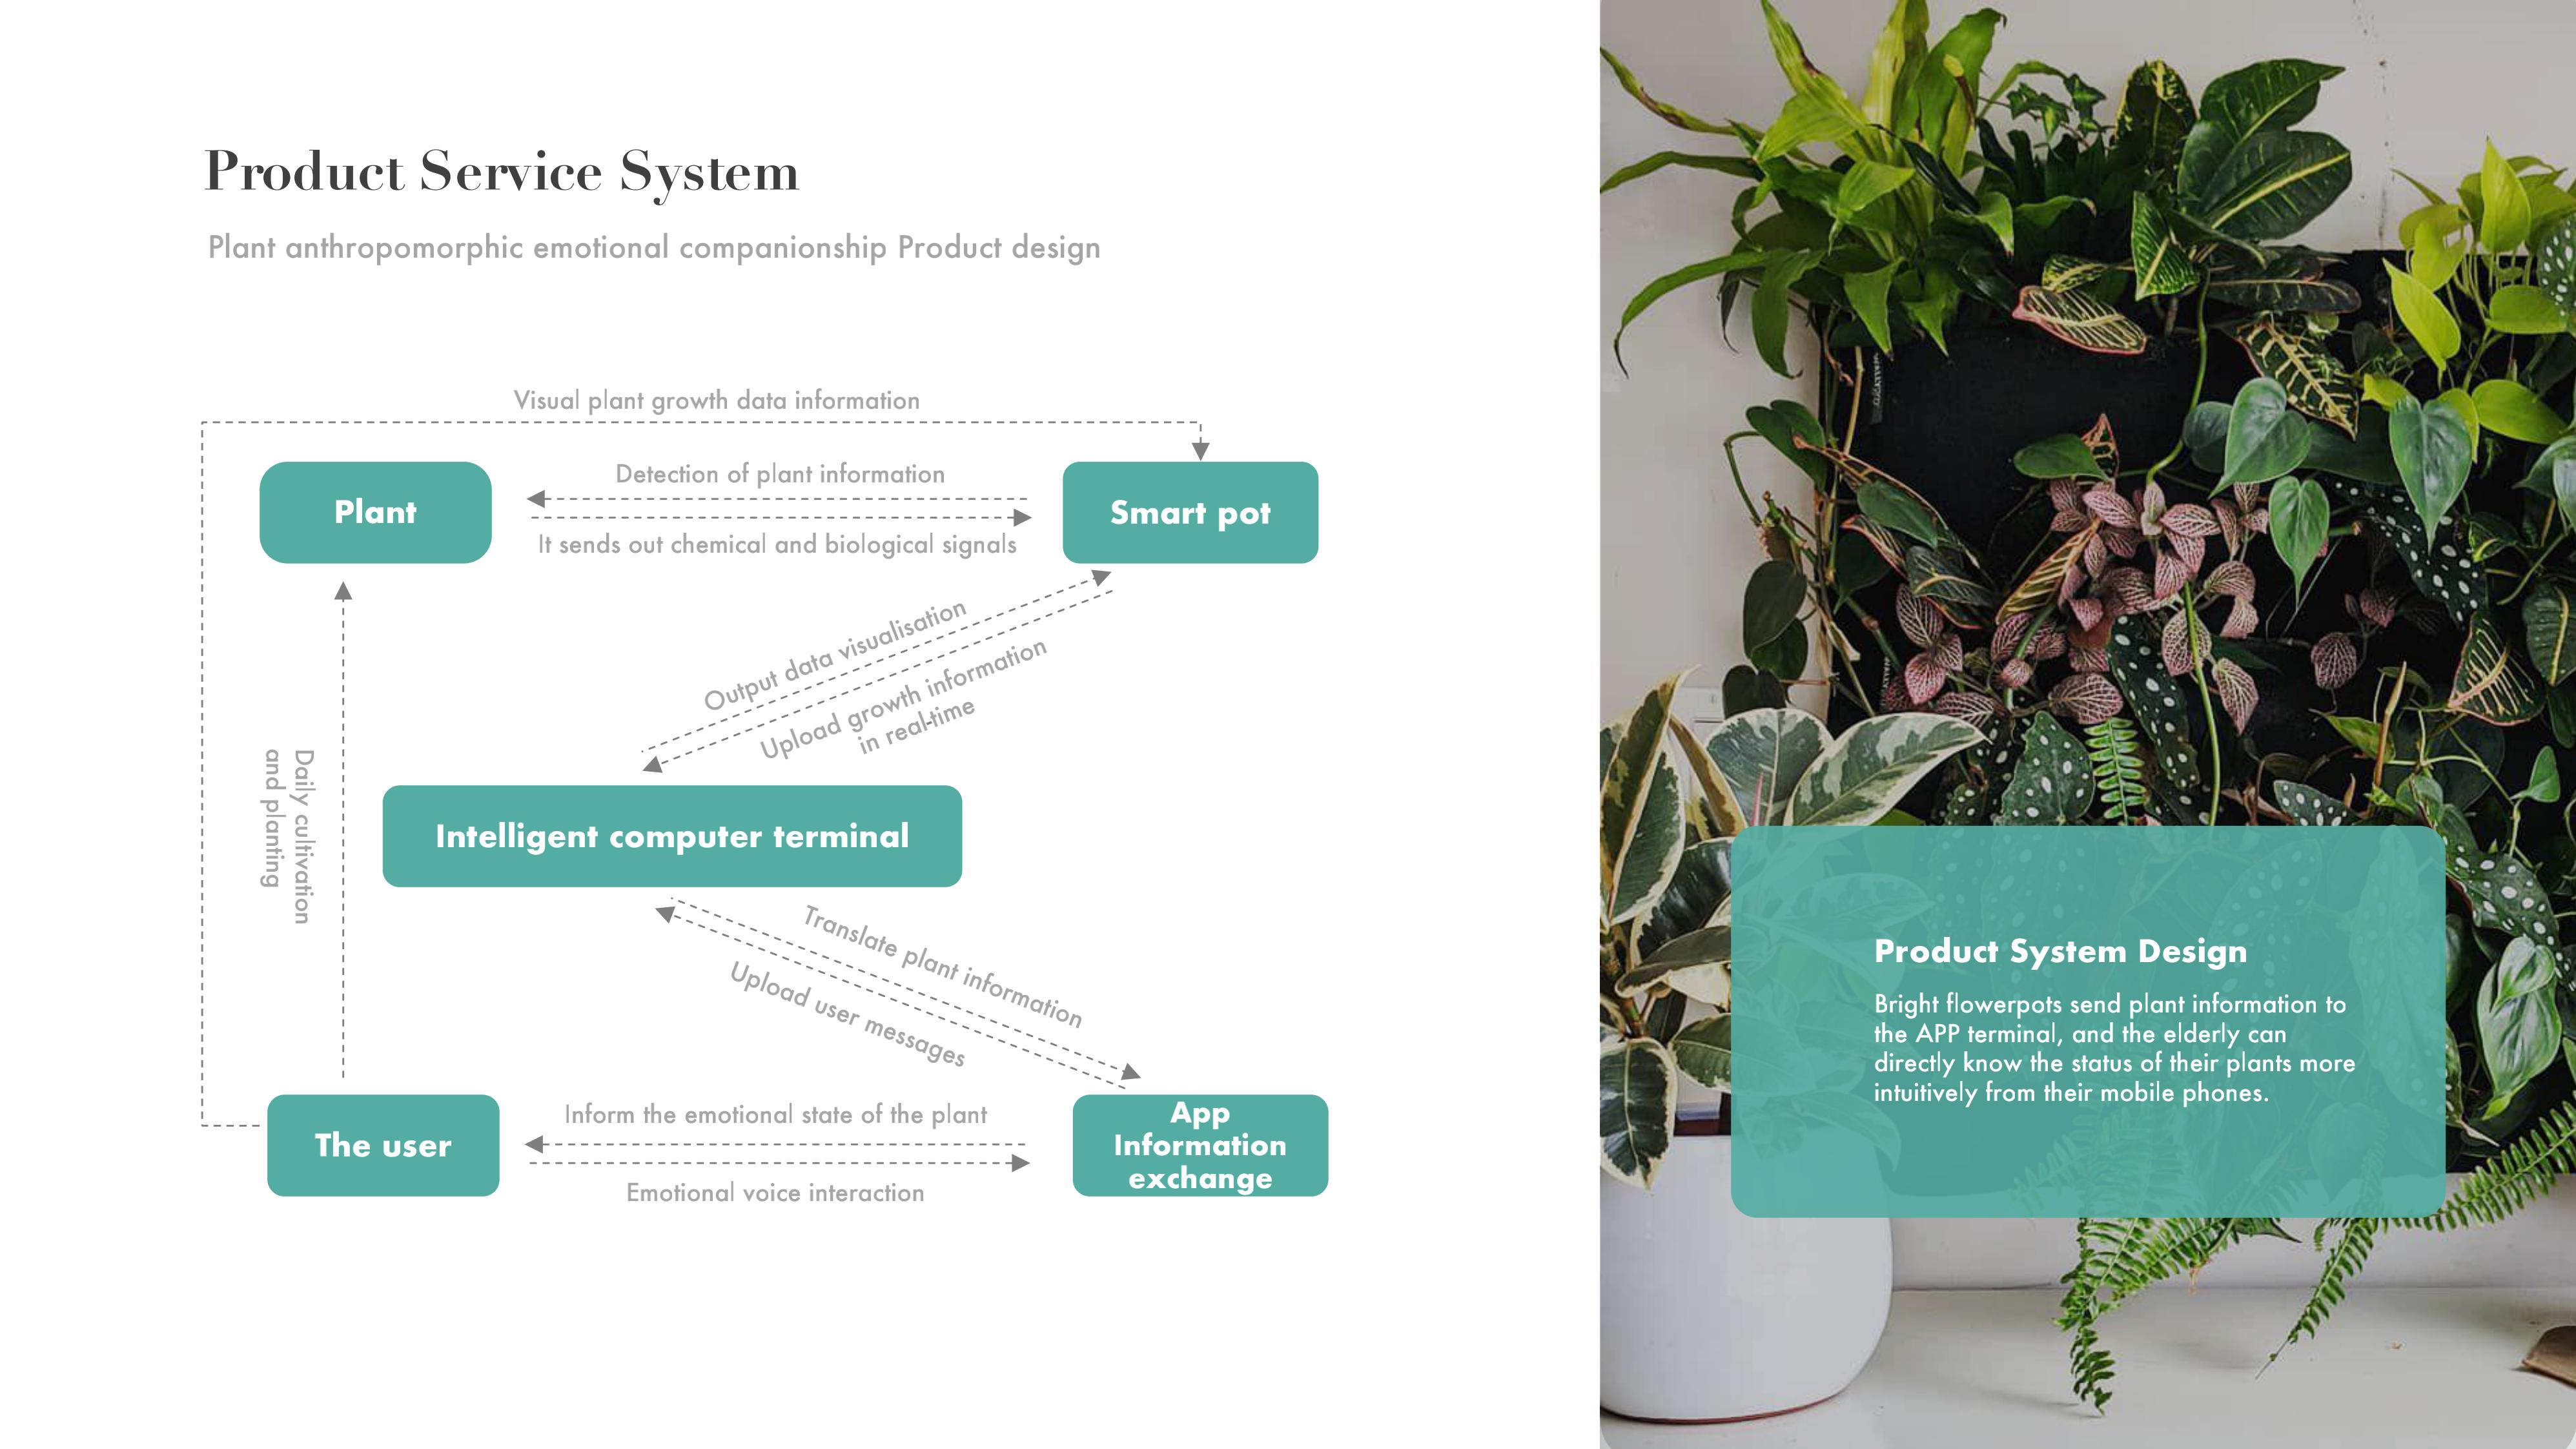 Product Service System
Plant anthropomorphic emotional companionship Product design
Visual plant growth data information
Plant
Detection of plant information
It sends out chemical and biological signals
Smart pot
Output data visualisation
Upload growth information
in real-time
Daily cultivation
and planting
Intelligent computer terminal
Translate plant information
Upload user messages
The user
Inform the emotional state of the plant
Emotional voice interaction
App
Information
exchange
Product System Design
Bright flowerpots send plant information to
the APP terminal, and the elderly can
directly know the status of their plants more
intuitively from their mobile phones.